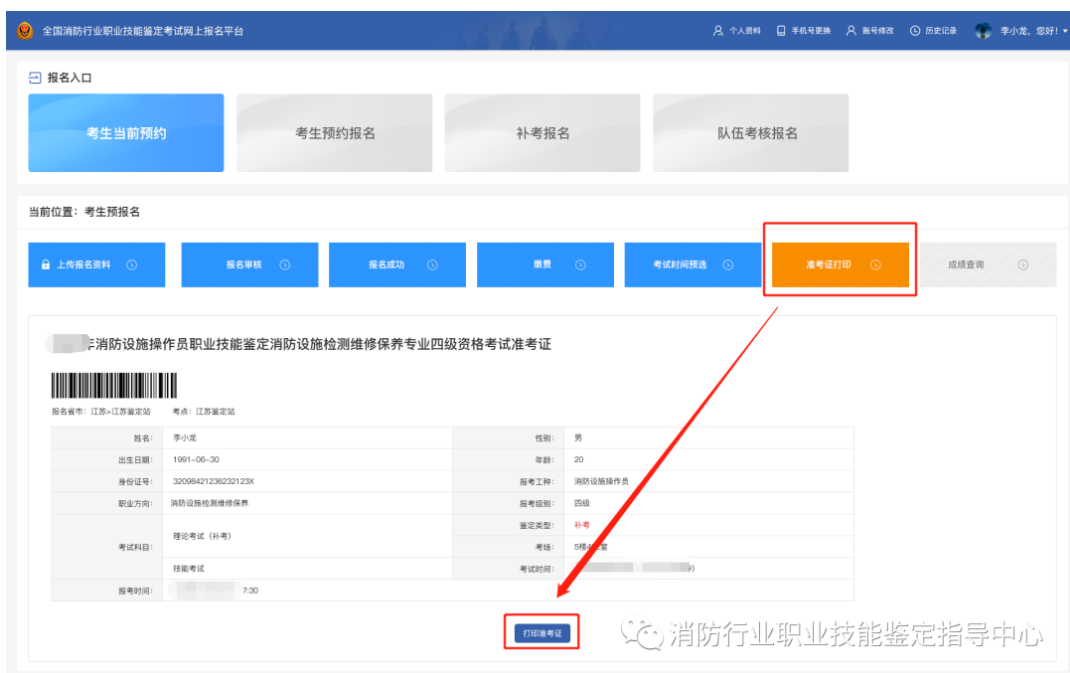 全国消防行业职业技能鉴定考试网上报名平台 个人资料 手机号更换 账号修改 历史记录 李小龙，您好！
报名入口
考生当前预约 考生预约报名 补考报名 队伍考核报名
当前位置：考生预报名
上传报名资料 报名审核 报名成功 缴费 考试时间预选 准考证打印 成绩查询
年消防设施操作员职业技能鉴定消防设施检测维修保养专业四级资格考试准考证
报名省市：江苏>江苏鉴定站 考点：江苏鉴定站
姓名： 李小龙 性别： 男
出生日期： 1991-06-30 年龄： 20
身份证号： 32098421236232123X 报考工种： 消防设施操作员
职业方向： 消防设施检测维修保养 报考级别： 四级
考试科目： 理论考试（补考） 鉴定类型： 补考
考场： 5楼
技能考试 考试时间：
报考时间： 7:30
打印准考证
消防行业职业技能鉴定指导中心